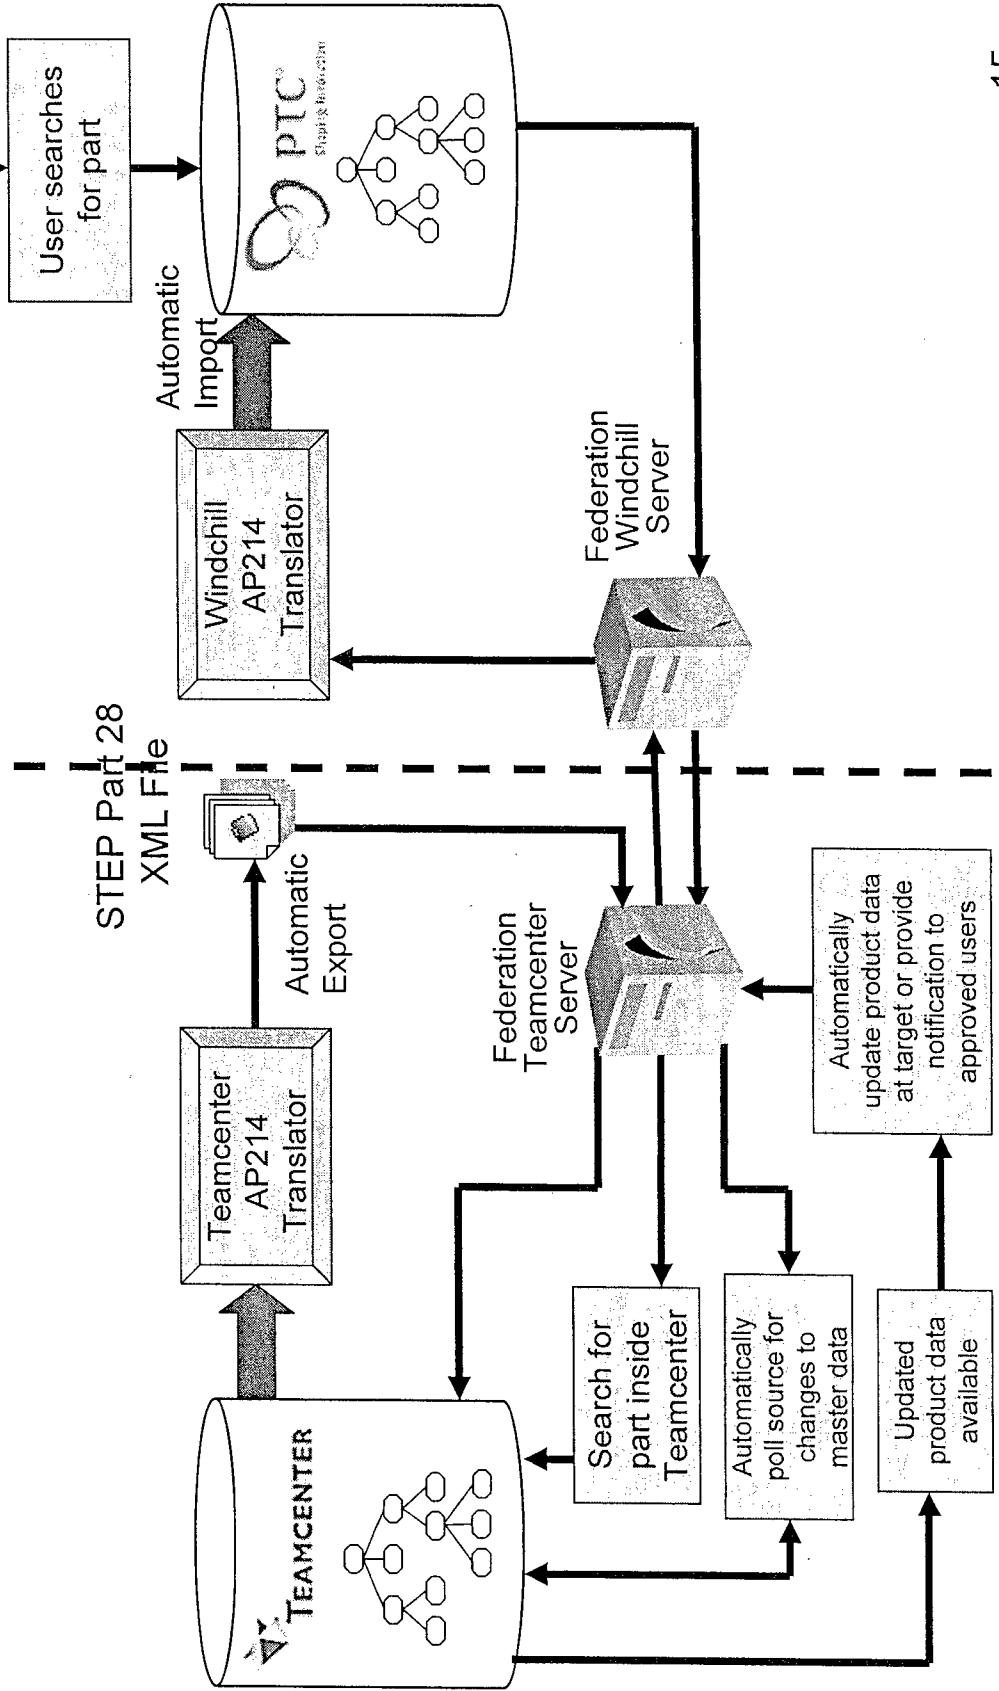 STEP Part 28
XML File
Teamcenter
AP214
Translator
Automatic
Export
Windchill
AP214
Translator
Automatic
Import
User searches
for part
TEAMCENTER
PTC
Shaping Innovation
Federation
Teamcenter
Server
Federation
Windchill
Server
Search for
part inside
Teamcenter
Automatically
poll source for
changes to
master data
Updated
product data
available
Automatically
update product data
at target or provide
notification to
approved users